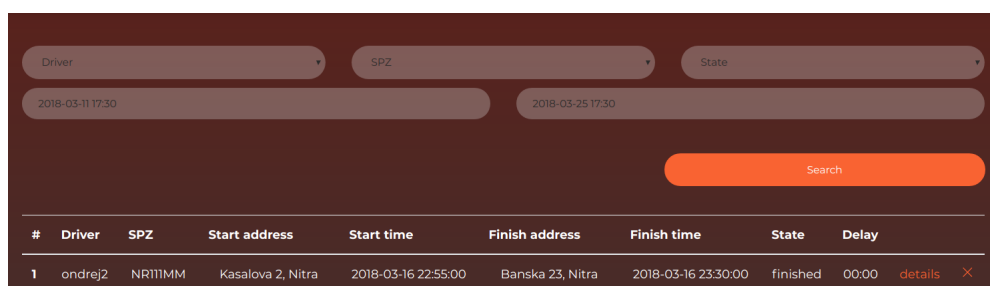 Driver SPZ State
2018-03-11 17:30 2018-03-25 17:30
Search
# Driver SPZ Start address Start time Finish address Finish time State Delay
1 ondrej2 NR111MM Kasalova 2, Nitra 2018-03-16 22:55:00 Banska 23, Nitra 2018-03-16 23:30:00 finished 00:00 details ×